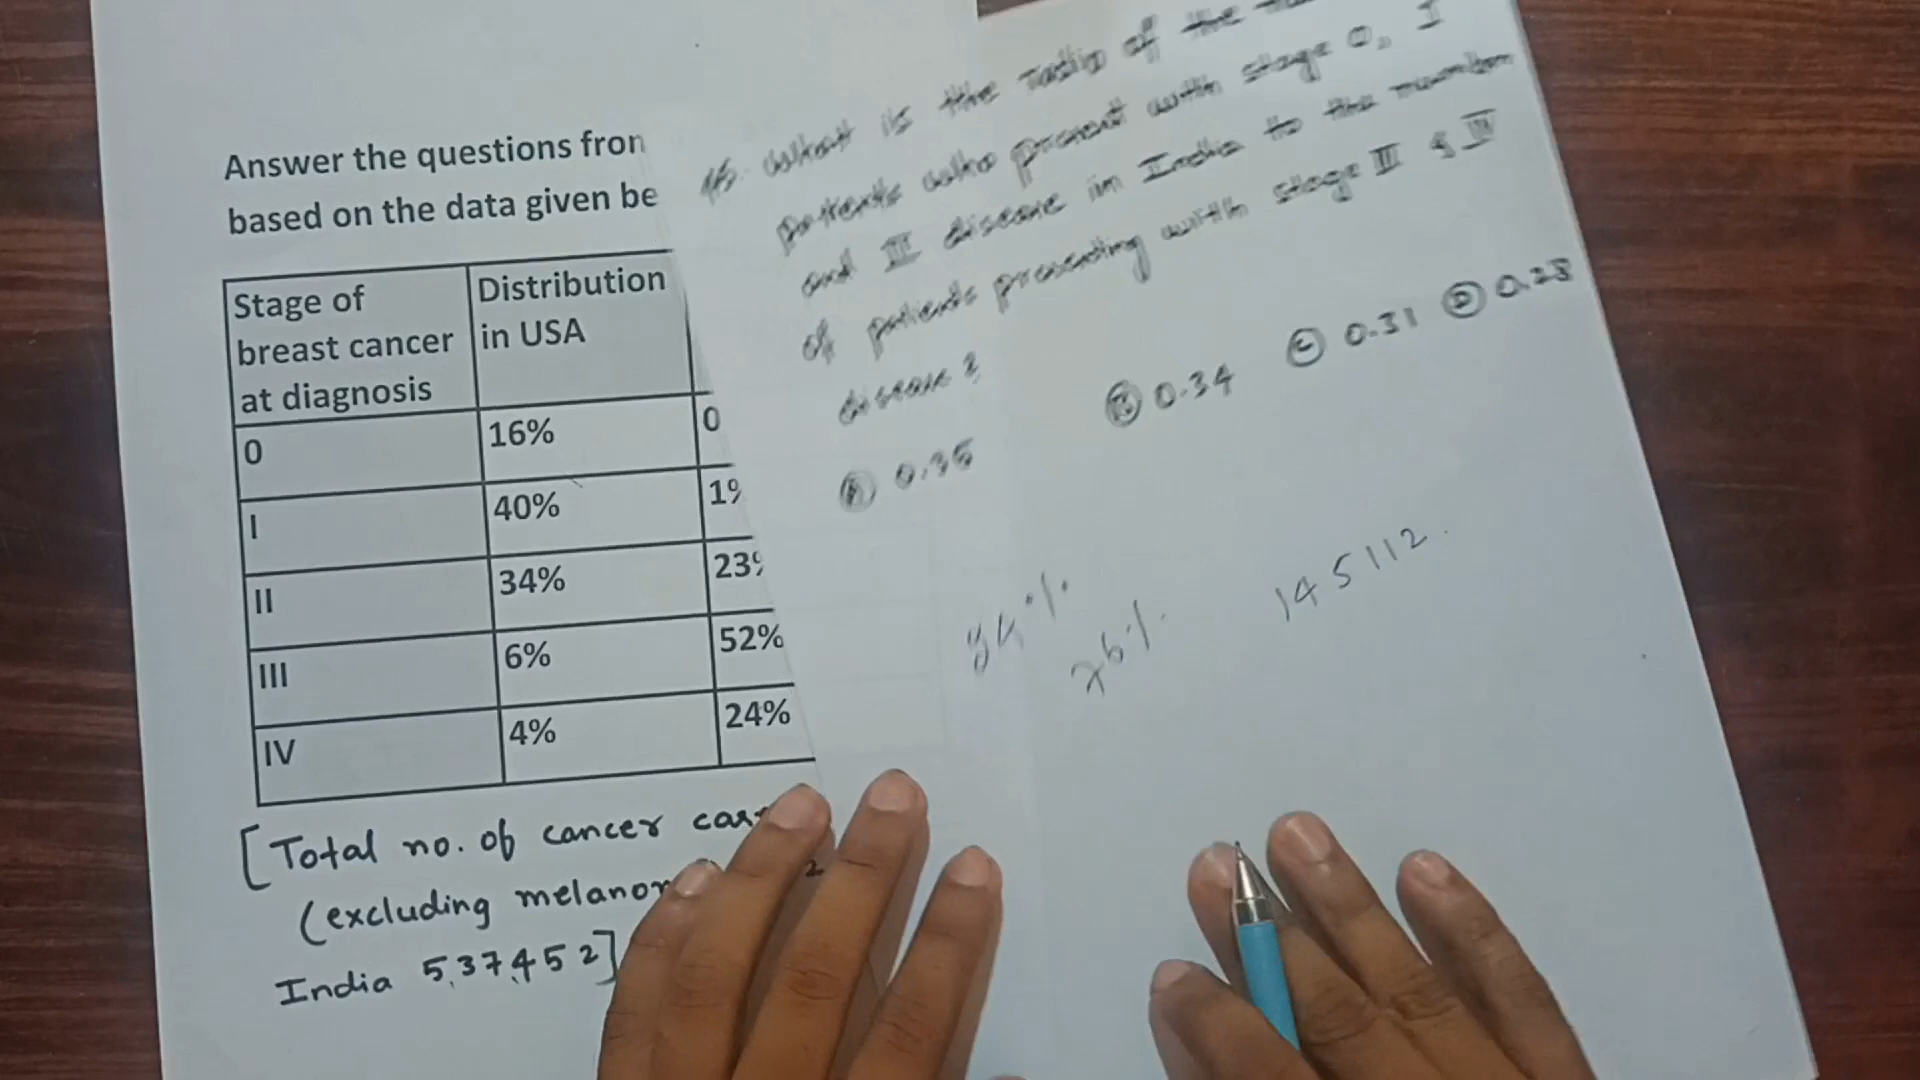 Answer the questions fron
based on the data given be
Stage of
breast cancer
at diagnosis
Distribution
in USA
0
16%
0
I
40%
1%
II
34%
23%
III
6%
52%
IV
4%
24%
[Total no. of cancer cas
(excluding melanom
2
India 5,37,452]
What is the ratio of the
patients who present with stage 0, I
and II disease in India to the number
of patients presenting with stage III & IV
disease?
(A) 0.35
(B) 0.34
(C) 0.31
(D) 0.28
24%
76%
145112.